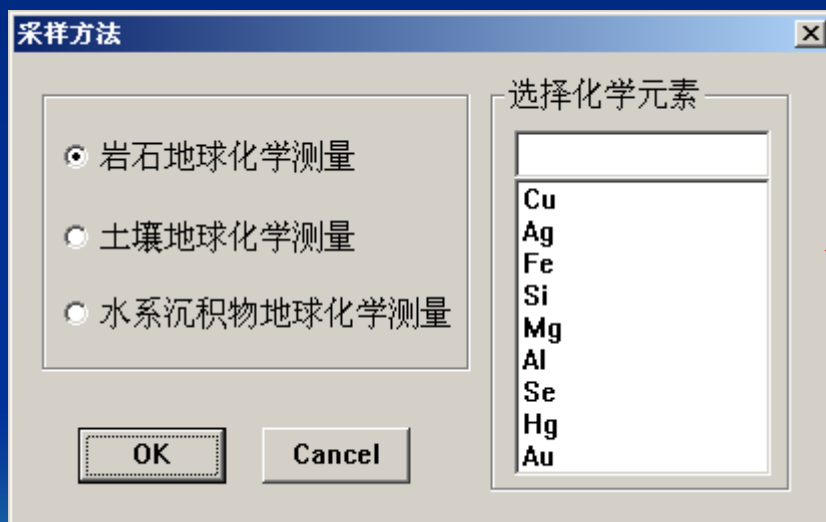 采样方法
岩石地球化学测量
土壤地球化学测量
水系沉积物地球化学测量
OK
Cancel
选择化学元素
Cu
Ag
Fe
Si
Mg
Al
Se
Hg
Au